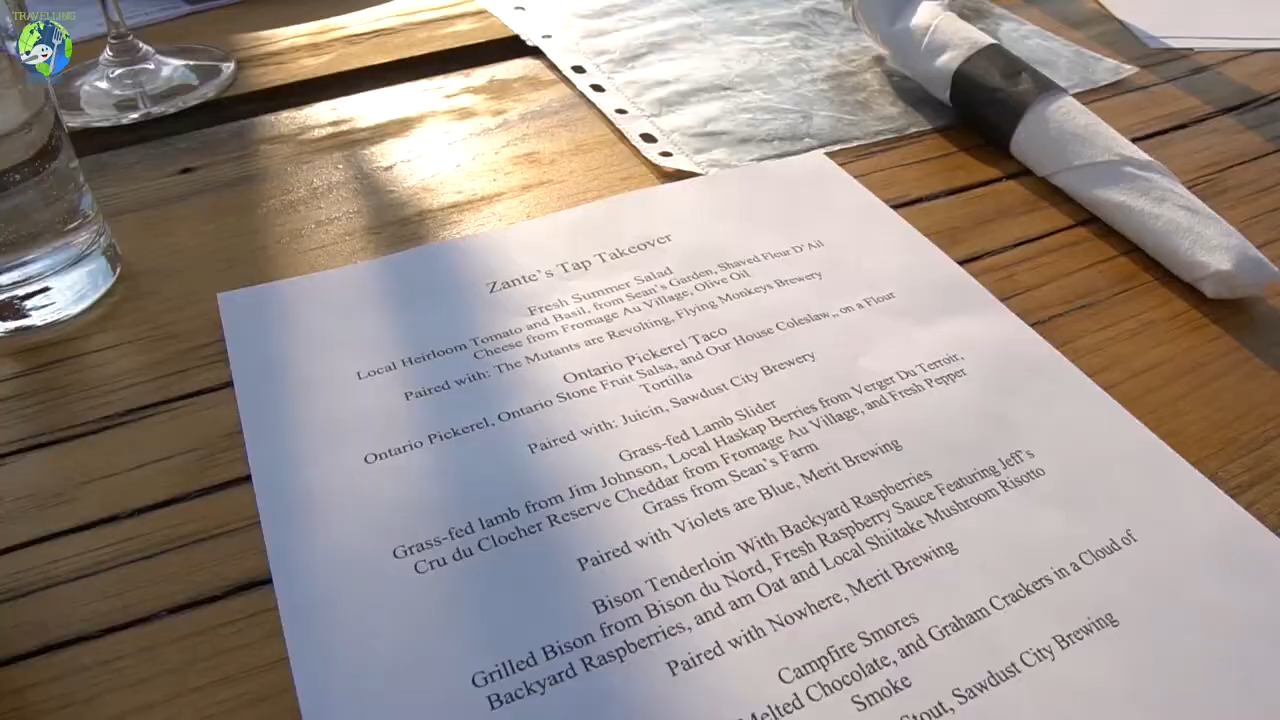 TRAVELLING
Zante's Tap Takeover
Fresh Summer Salad
Local Heirloom Tomato and Basil, from Sean's Garden, Shaved Fleur D'Ail
Cheese from Fromage Au Village, Olive Oil
Paired with: The Mutants are Revolting, Flying Monkeys Brewery
Ontario Pickerel Taco
Ontario Pickerel, Ontario Stone Fruit Salsa, and Our House Coleslaw,, on a Flour
Tortilla
Paired with: Juicin, Sawdust City Brewery
Grass-fed Lamb Slider
Grass-fed lamb from Jim Johnson, Local Haskap Berries from Verger Du Terroir,
Cru du Clocher Reserve Cheddar from Fromage Au Village, and Fresh Pepper
Grass from Sean's Farm
Paired with Violets are Blue, Merit Brewing
Bison Tenderloin With Backyard Raspberries
Grilled Bison from Bison du Nord, Fresh Raspberry Sauce Featuring Jeff's
Backyard Raspberries, and am Oat and Local Shiitake Mushroom Risotto
Paired with Nowhere, Merit Brewing
Campfire Smores
Melted Chocolate, and Graham Crackers in a Cloud of
Smoke
Stout, Sawdust City Brewing